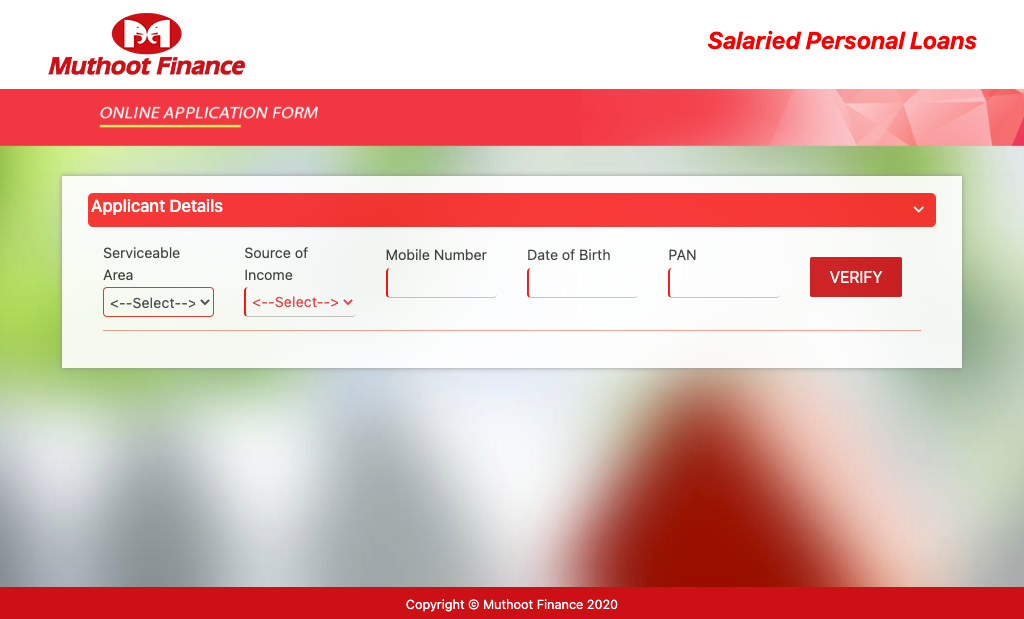 Muthoot Finance
Salaried Personal Loans
ONLINE APPLICATION FORM
Applicant Details
Serviceable
Area
<--Select-->
Source of
Income
<--Select-->
Mobile Number
Date of Birth
PAN
VERIFY
Copyright © Muthoot Finance 2020